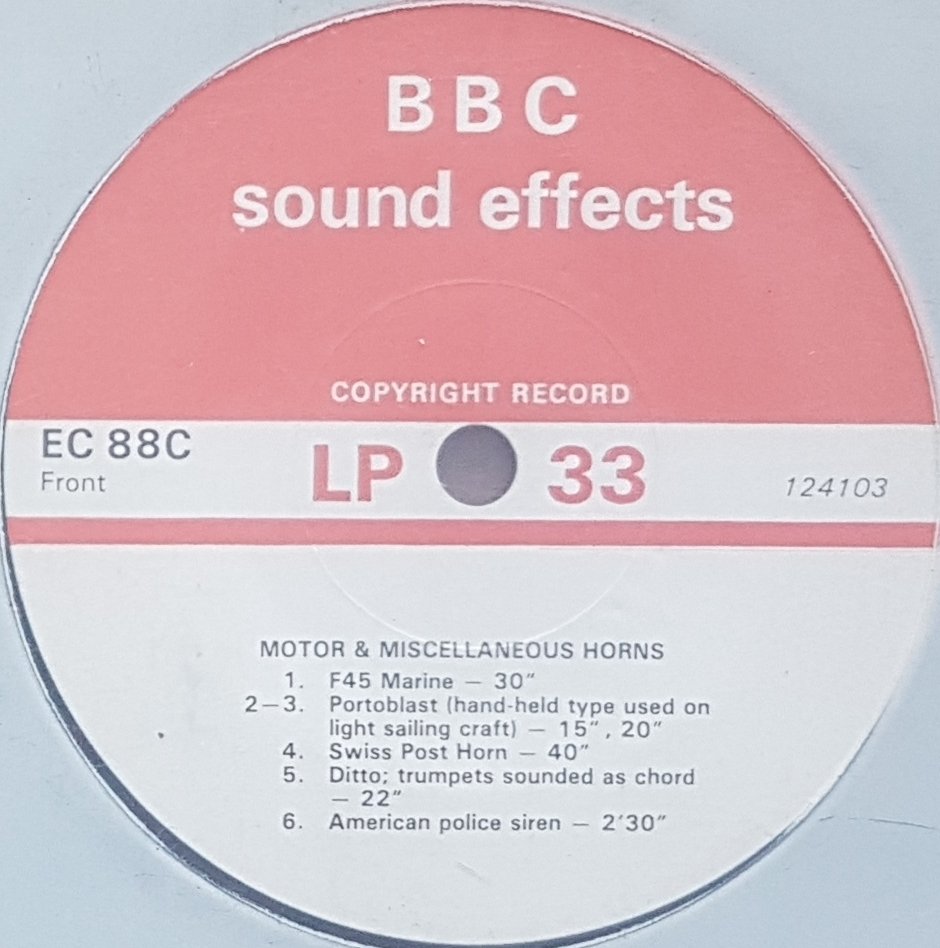 BBC
sound effects
COPYRIGHT RECORD
EC 88C
Front
LP 33
124103
MOTOR & MISCELLANEOUS HORNS
1. F45 Marine — 30″
2—3. Portoblast (hand-held type used on
light sailing craft) — 15″, 20″
4. Swiss Post Horn — 40″
5. Ditto; trumpets sounded as chord
— 22″
6. American police siren — 2′30″